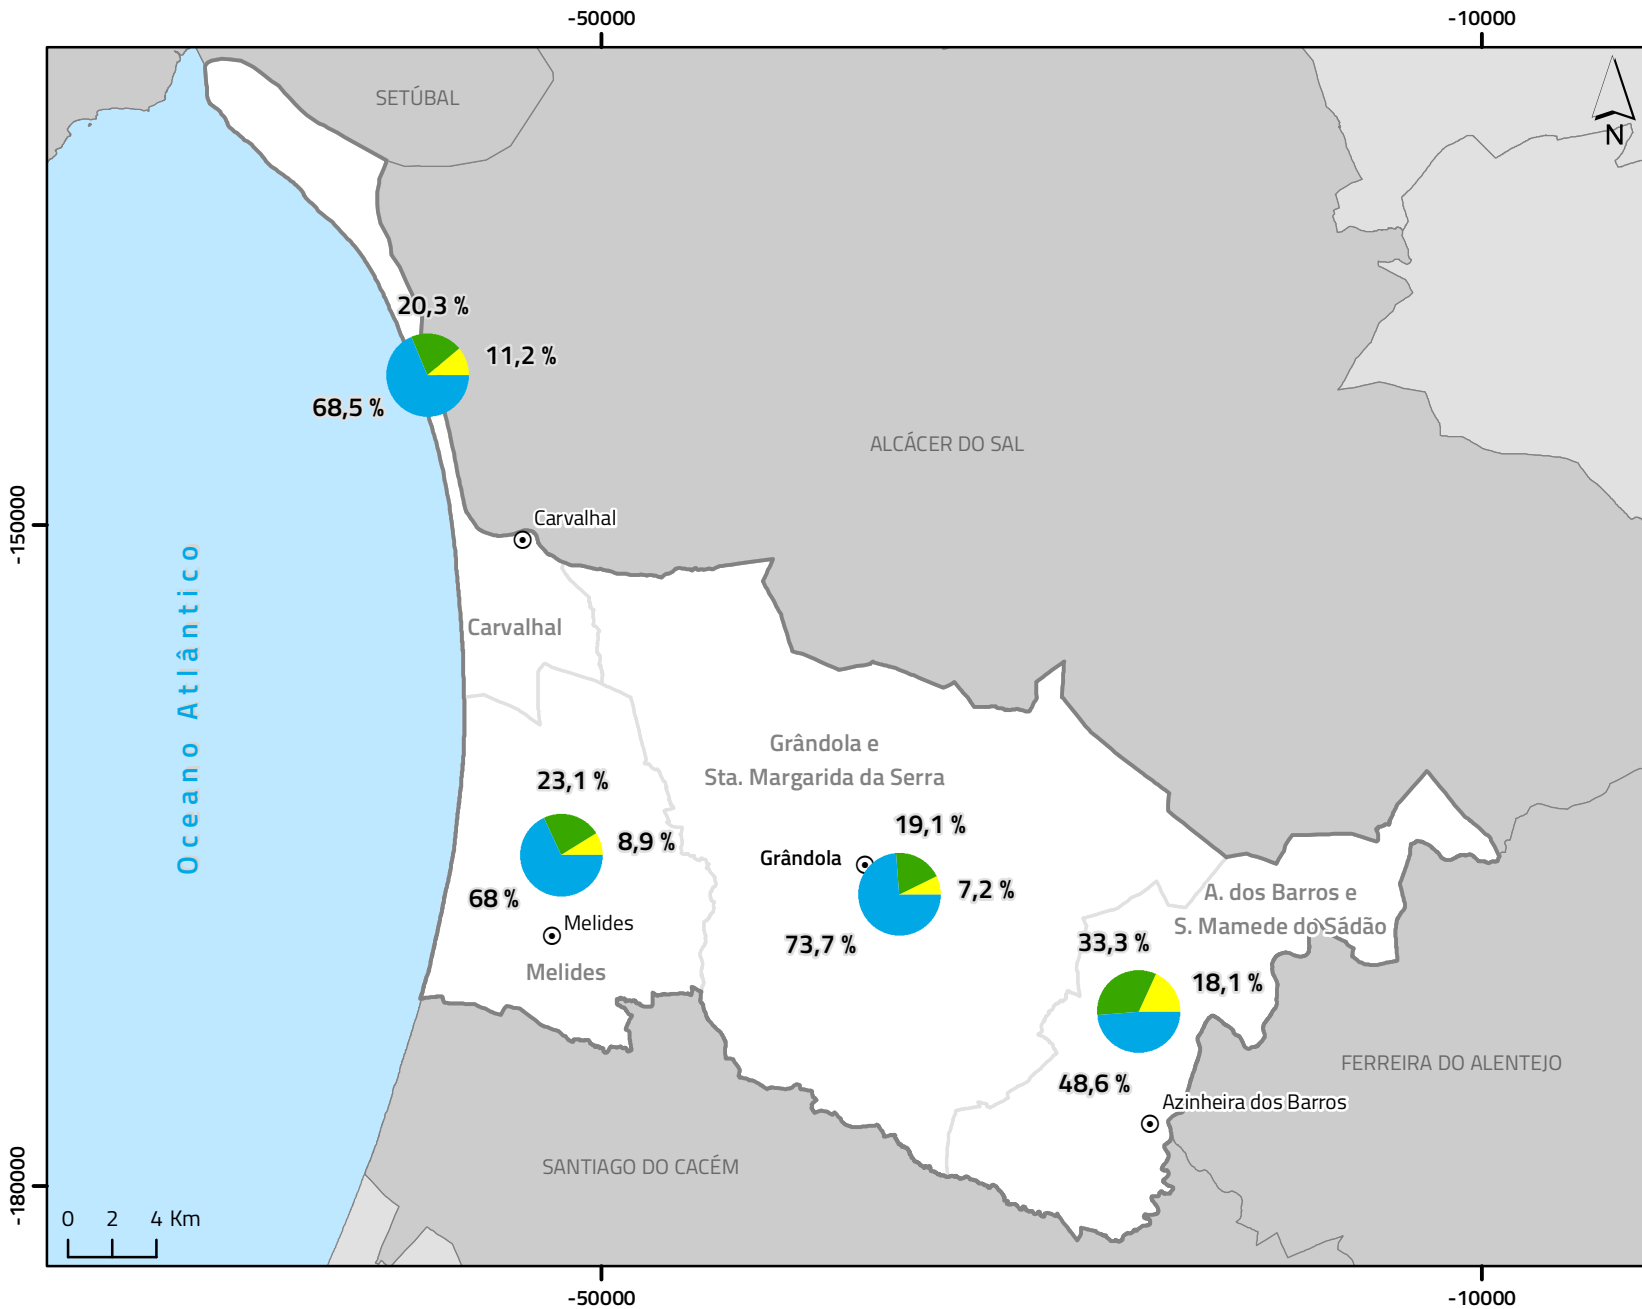 -50000
-10000
SETÚBAL
N
20,3 %
11,2 %
68,5 %
ALCÁCER DO SAL
-150000
Carvalhal
Oceano Atlântico
Carvalhal
Grândola e
Sta. Margarida da Serra
23,1 %
8,9 %
68 %
19,1 %
Grândola
7,2 %
73,7 %
Melides
Melides
A. dos Barros e
S. Mamede do Sádão
33,3 %
18,1 %
48,6 %
FERREIRA DO ALENTEJO
Azinheira dos Barros
SANTIAGO DO CACÉM
-180000
0 2 4 Km
-50000
-10000